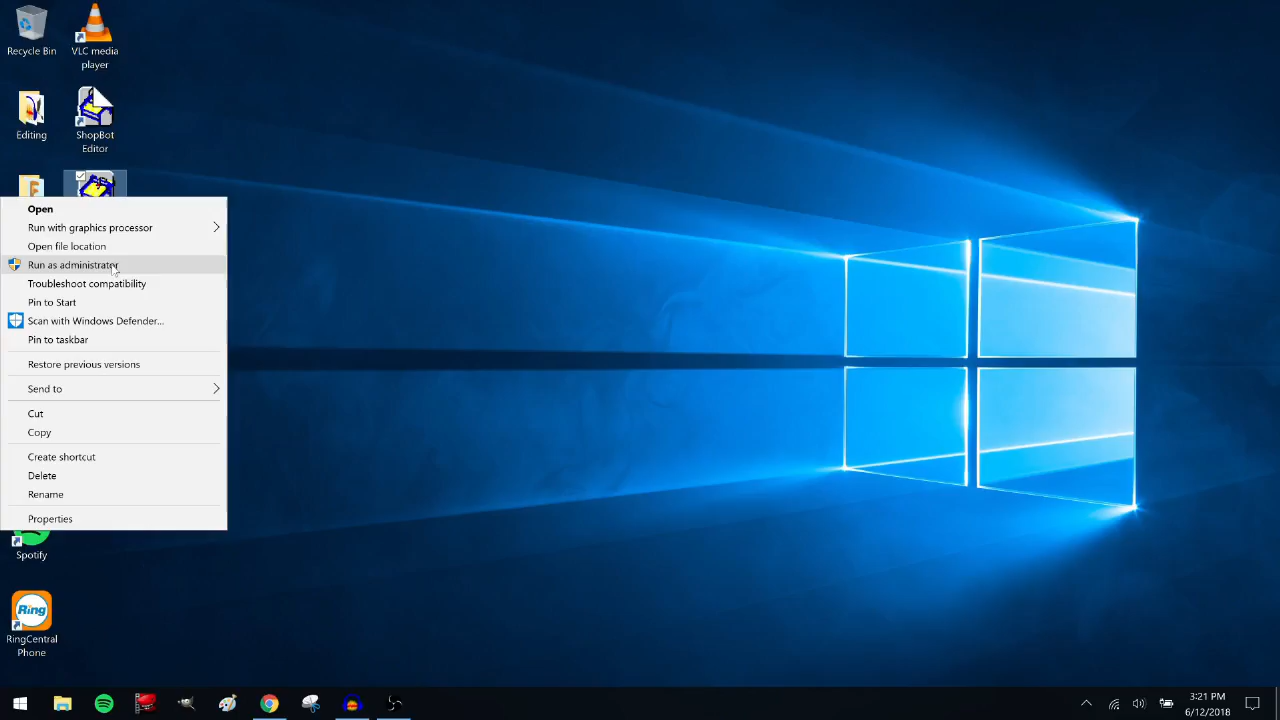 Recycle Bin
VLC media
player
Editing
ShopBot
Editor
F
Open
Run with graphics processor
Open file location
Run as administrator
Troubleshoot compatibility
Pin to Start
Scan with Windows Defender...
Pin to taskbar
Restore previous versions
Send to
Cut
Copy
Create shortcut
Delete
Rename
Properties
Spotify
Ring
RingCentral
Phone
3:21 PM
6/12/2018